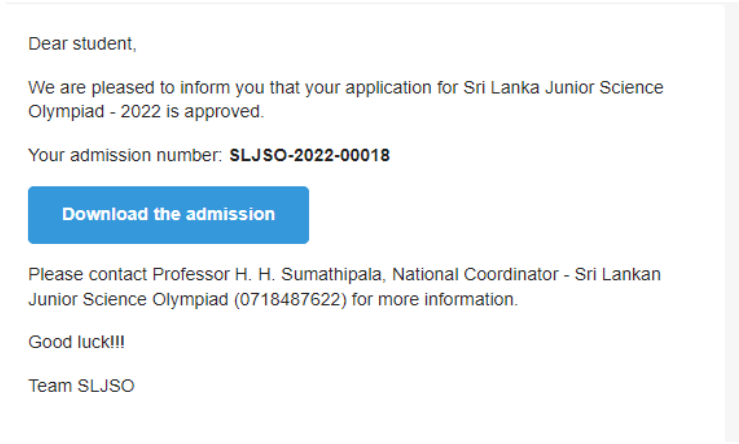 Dear student,
We are pleased to inform you that your application for Sri Lanka Junior Science
Olympiad - 2022 is approved.
Your admission number: SLJSO-2022-00018
Download the admission
Please contact Professor H. H. Sumathipala, National Coordinator - Sri Lankan
Junior Science Olympiad (0718487622) for more information.
Good luck!!!
Team SLJSO